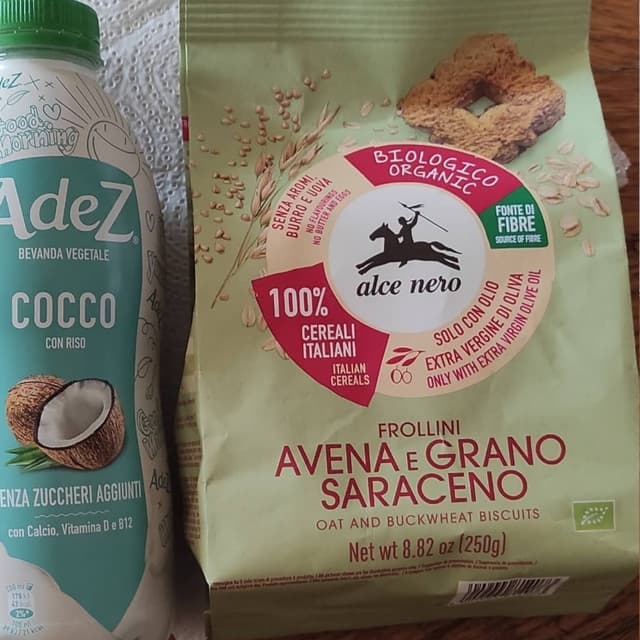 AdeZ
Good
Morning
AdeZ
BEVANDA VEGETALE
COCCO
CON RISO
ENZA ZUCCHERI AGGIUNTI
con Calcio, Vitamina D e B12
BIOLOGICO
ORGANIC
SENZA AROMI
BURRO E UOVA
NO FLAVOURINGS
NO BUTTER AND EGGS
FONTE DI
FIBRE
SOURCE OF FIBRE
alce nero
100%
CEREALI
ITALIANI
ITALIAN
CEREALS
SOLO CON OLIO
EXTRA VERGINE DI OLIVA
ONLY WITH EXTRA VIRGIN OLIVE OIL
FROLLINI
AVENA E GRANO
SARACENO
OAT AND BUCKWHEAT BISCUITS
Net wt 8.82 oz (250g)